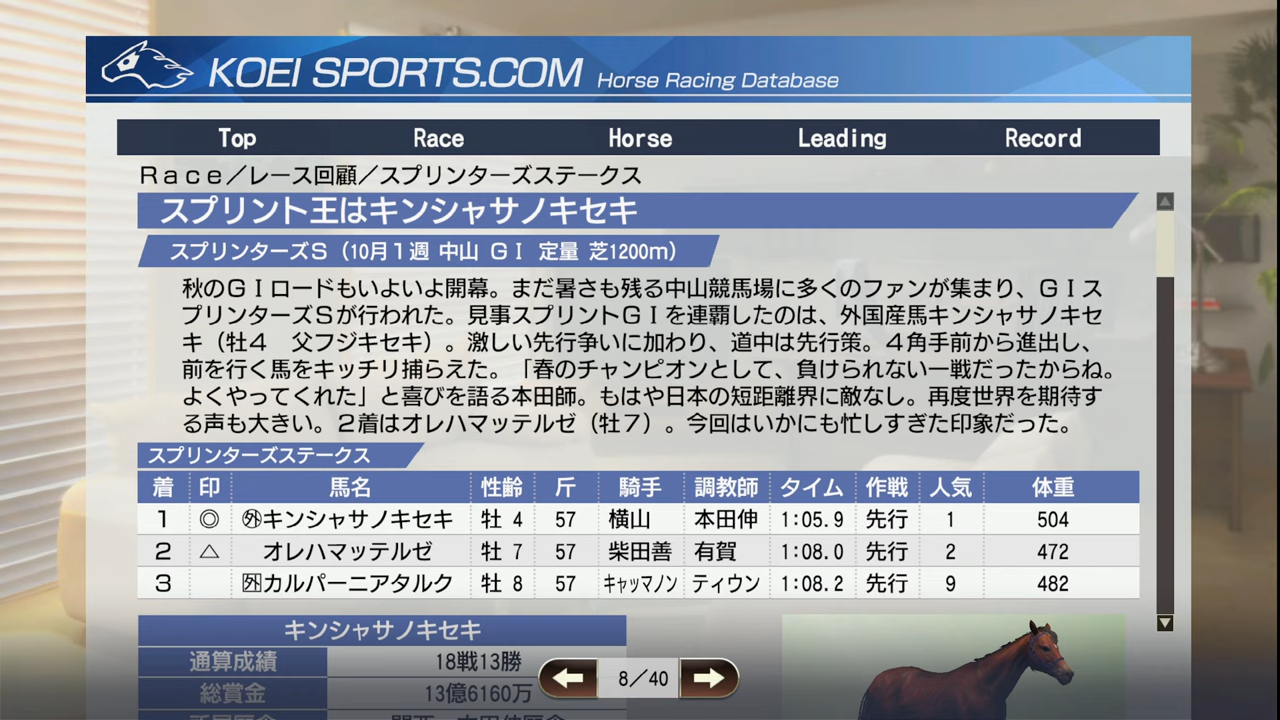 KOEI SPORTS.COM Horse Racing Database
Top Race Horse Leading Record
Race／レース回顧／スプリンターズステークス
スプリント王はキンシャサノキセキ
スプリンターズS（10月1週 中山 GⅠ 定量 芝1200m）
秋のGⅠロードもいよいよ開幕。まだ暑さも残る中山競馬場に多くのファンが集まり、GⅠス
プリンターズSが行われた。見事スプリントGⅠを連覇したのは、外国産馬キンシャサノキセ
キ（牡4　父フジキセキ）。激しい先行争いに加わり、道中は先行策。4角手前から進出し、
前を行く馬をキッチリ捕らえた。「春のチャンピオンとして、負けられない一戦だったからね。
よくやってくれた」と喜びを語る本田師。もはや日本の短距離界に敵なし。再度世界を期待す
る声も大きい。2着はオレハマッテルゼ（牡7）。今回はいかにも忙しすぎた印象だった。
スプリンターズステークス
着 印 馬名 性齢 斤 騎手 調教師 タイム 作戦 人気 体重
1 ◎ ㊕キンシャサノキセキ 牡 4 57 横山 本田伸 1:05.9 先行 1 504
2 △ オレハマッテルゼ 牡 7 57 柴田善 有賀 1:08.0 先行 2 472
3 外カルパーニアタルク 牡 8 57 キャッマノン ティウン 1:08.2 先行 9 482
キンシャサノキセキ
通算成績 18戦13勝
総賞金 13億6160万
8／40